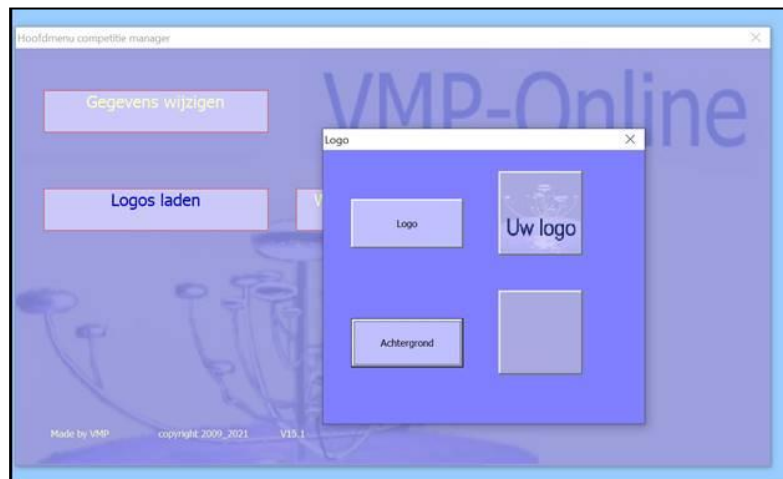 Hoofdmenu competitie manager
VMP-Online
Gegevens wijzigen
Logo
Logos laden
W
Logo
Uw logo
Achtergrond
Made by VMP copyright 2009_2021 V15.1